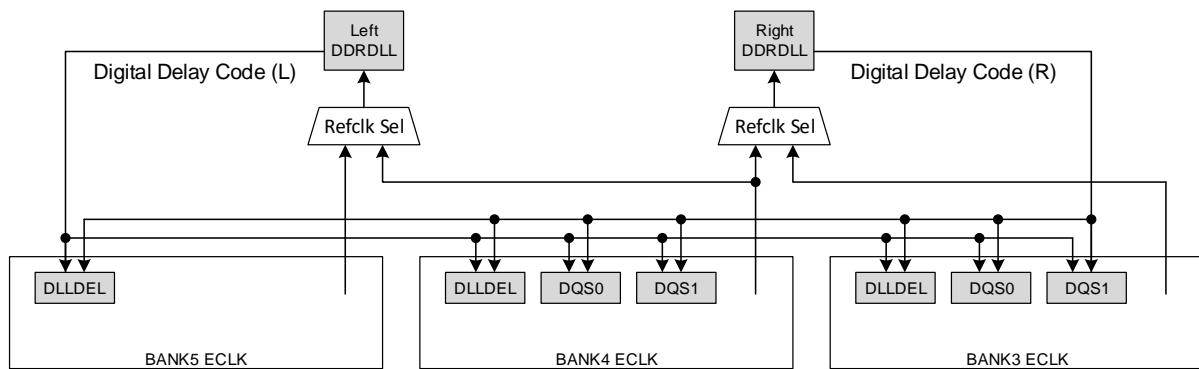 Left
DDRDLL
Right
DDRDLL
Digital Delay Code (L)
Digital Delay Code (R)
Refclk Sel
Refclk Sel
DLLDEL
DLLDEL
DQS0
DQS1
DLLDEL
DQS0
DQS1
BANK5 ECLK
BANK4 ECLK
BANK3 ECLK